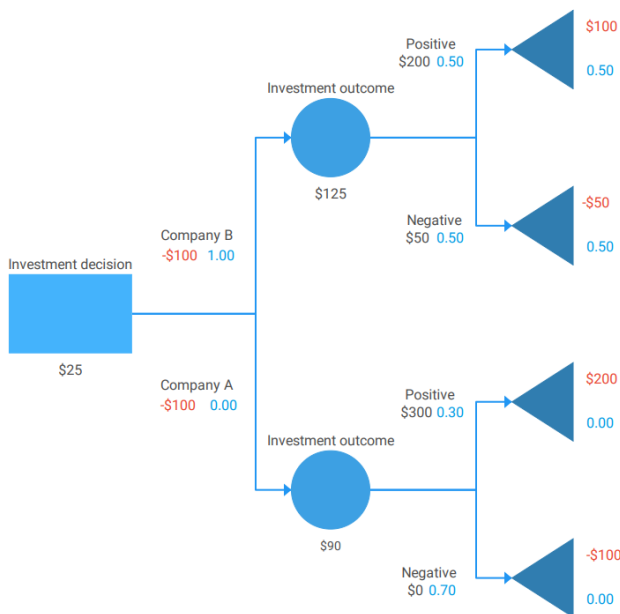 $100
Positive
$200 0.50
0.50
Investment outcome
$125
-$50
Negative
$50 0.50
0.50
Company B
-$100 1.00
Investment decision
$25
Company A
-$100 0.00
$200
Positive
$300 0.30
0.00
Investment outcome
$90
-$100
Negative
$0 0.70
0.00